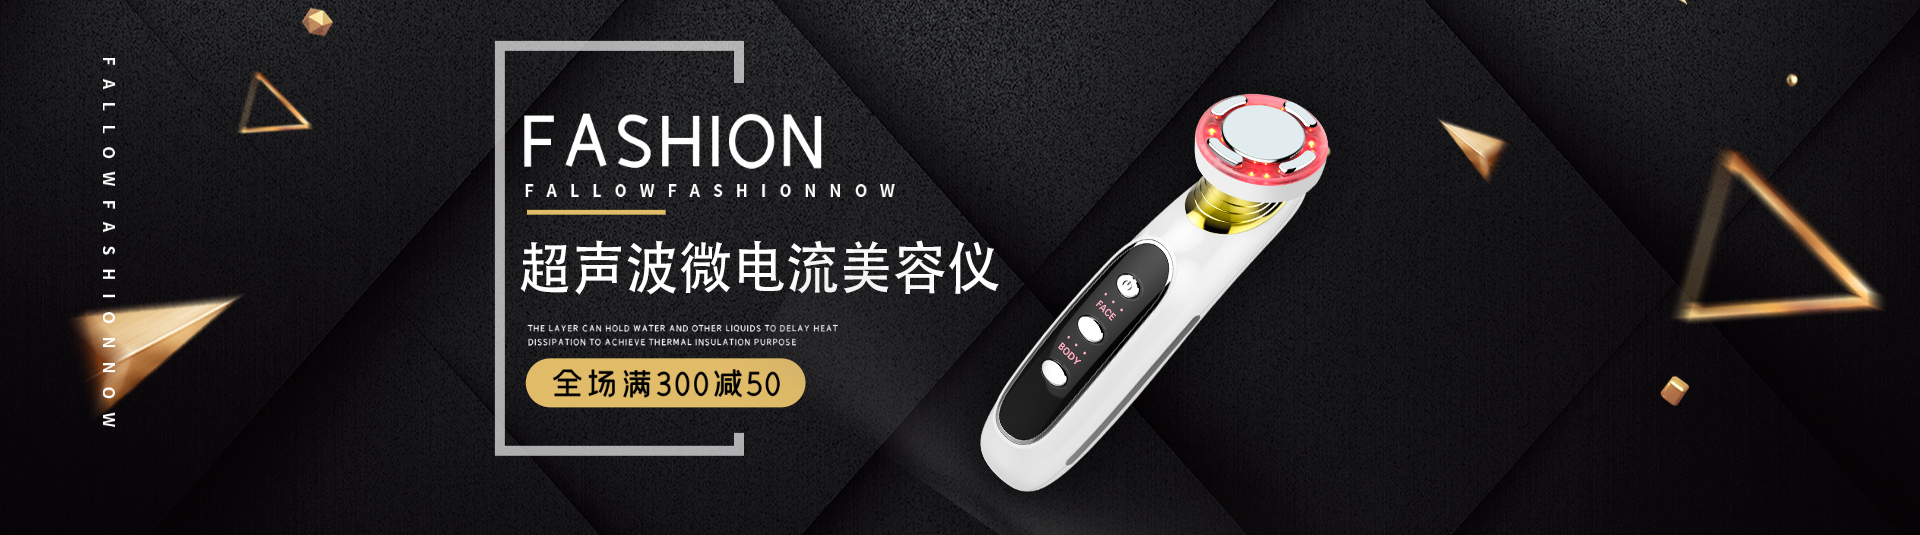 FALLOWFASHIONNOW
FASHION
FALLOWFASHIONNOW
超声波微电流美容仪
THE LAYER CAN HOLD WATER AND OTHER LIQUIDS TO DELAY HEAT
DISSIPATION TO ACHIEVE THERMAL INSULATION PURPOSE
全场满300减50
FACE
BODY